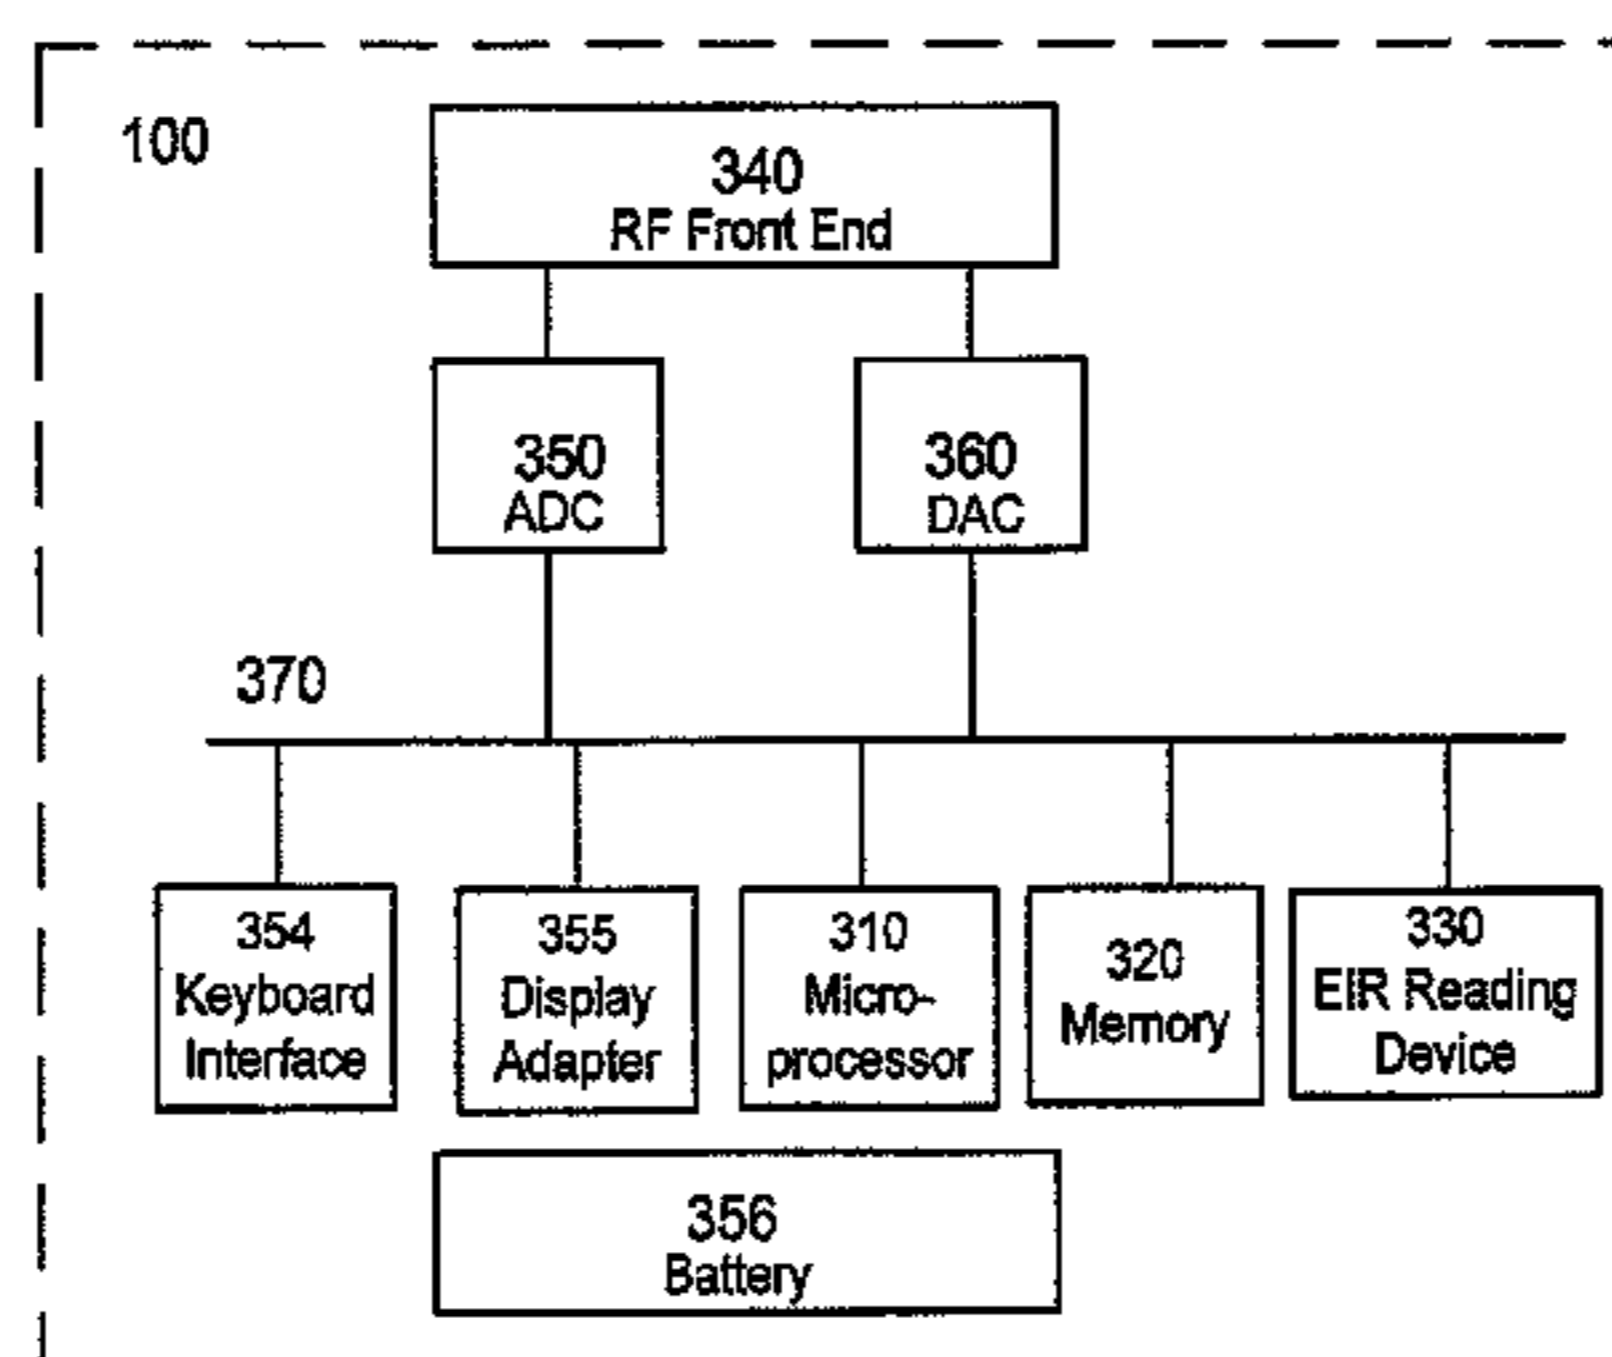 100
340
RF Front End
350
ADC
360
DAC
370
354
Keyboard
Interface
355
Display
Adapter
310
Micro-
processor
320
Memory
330
EIR Reading
Device
356
Battery